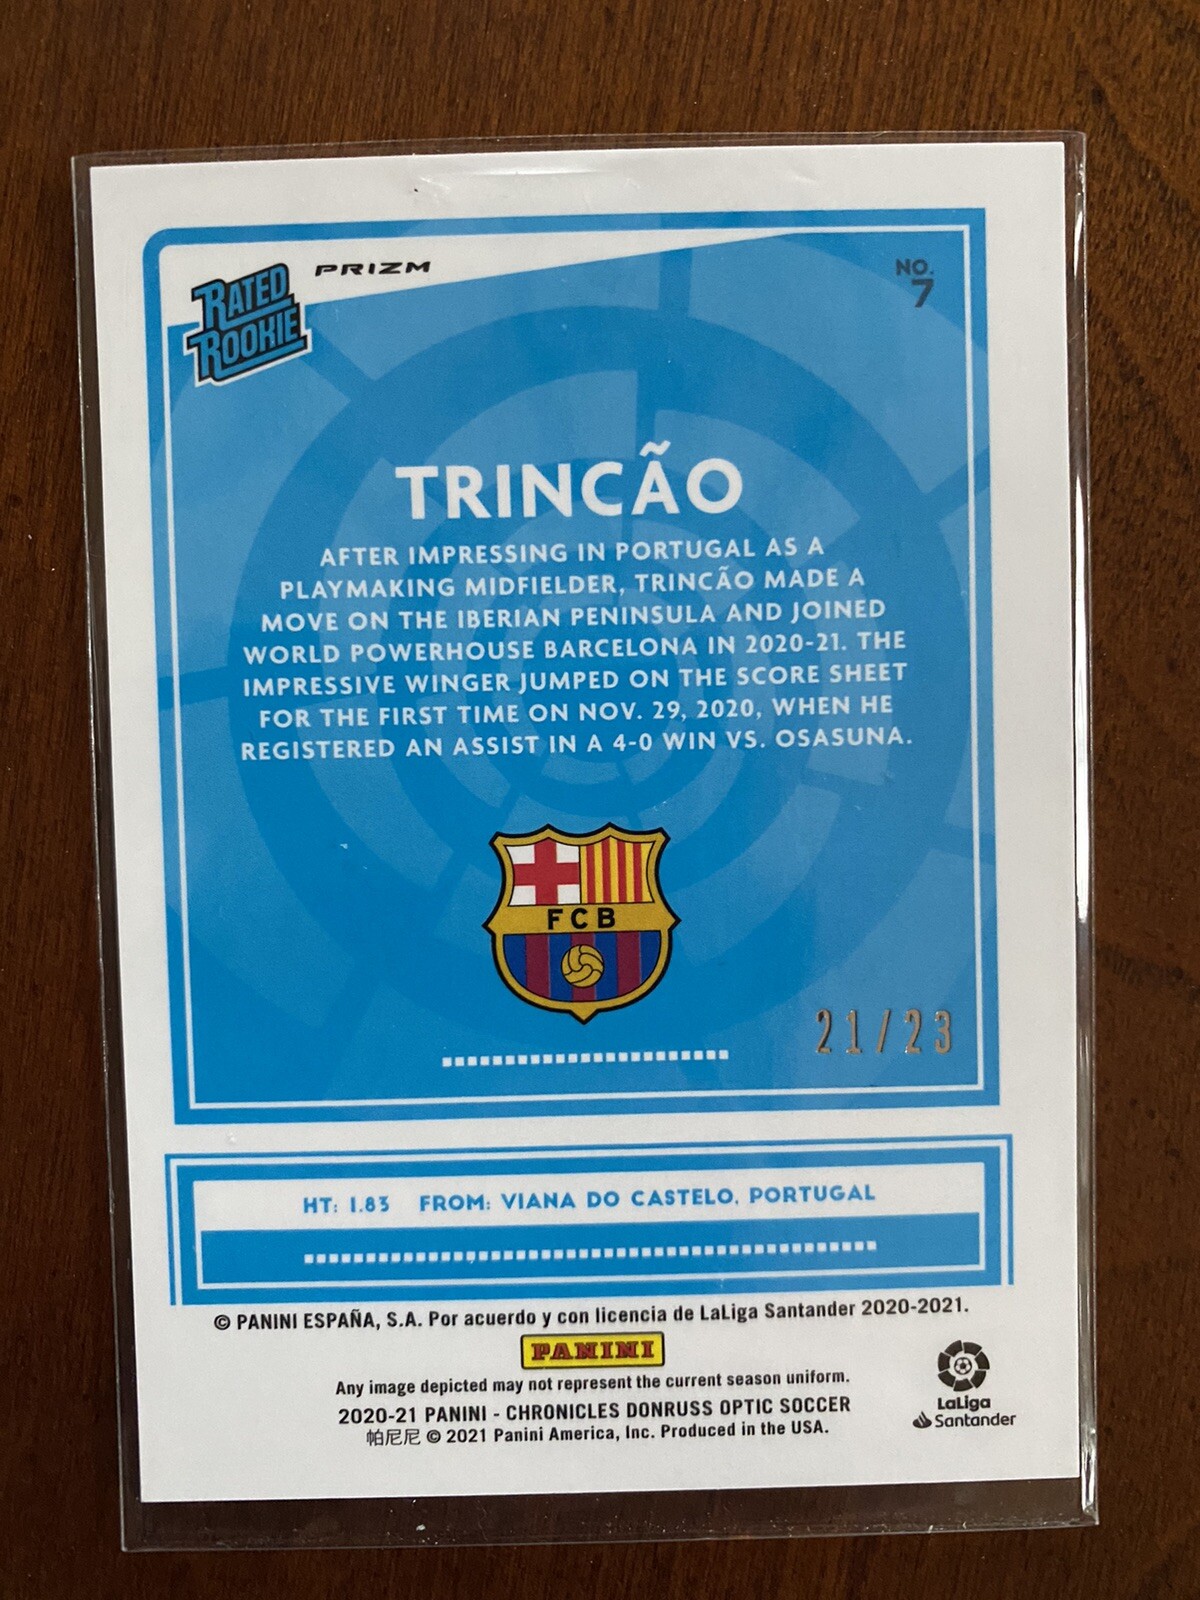 RATED
ROOKIE
PRIZM
NO.
7
TRINCÃO
AFTER IMPRESSING IN PORTUGAL AS A
PLAYMAKING MIDFIELDER, TRINCÃO MADE A
MOVE ON THE IBERIAN PENINSULA AND JOINED
WORLD POWERHOUSE BARCELONA IN 2020-21. THE
IMPRESSIVE WINGER JUMPED ON THE SCORE SHEET
FOR THE FIRST TIME ON NOV. 29, 2020, WHEN HE
REGISTERED AN ASSIST IN A 4-0 WIN VS. OSASUNA.
FCB
21/23
HT: 1.83 FROM: VIANA DO CASTELO, PORTUGAL
© PANINI ESPAÑA, S.A. Por acuerdo y con licencia de LaLiga Santander 2020-2021.
PANINI
Any image depicted may not represent the current season uniform.
2020-21 PANINI - CHRONICLES DONRUSS OPTIC SOCCER
帕尼尼 © 2021 Panini America, Inc. Produced in the USA.
LaLiga
Santander